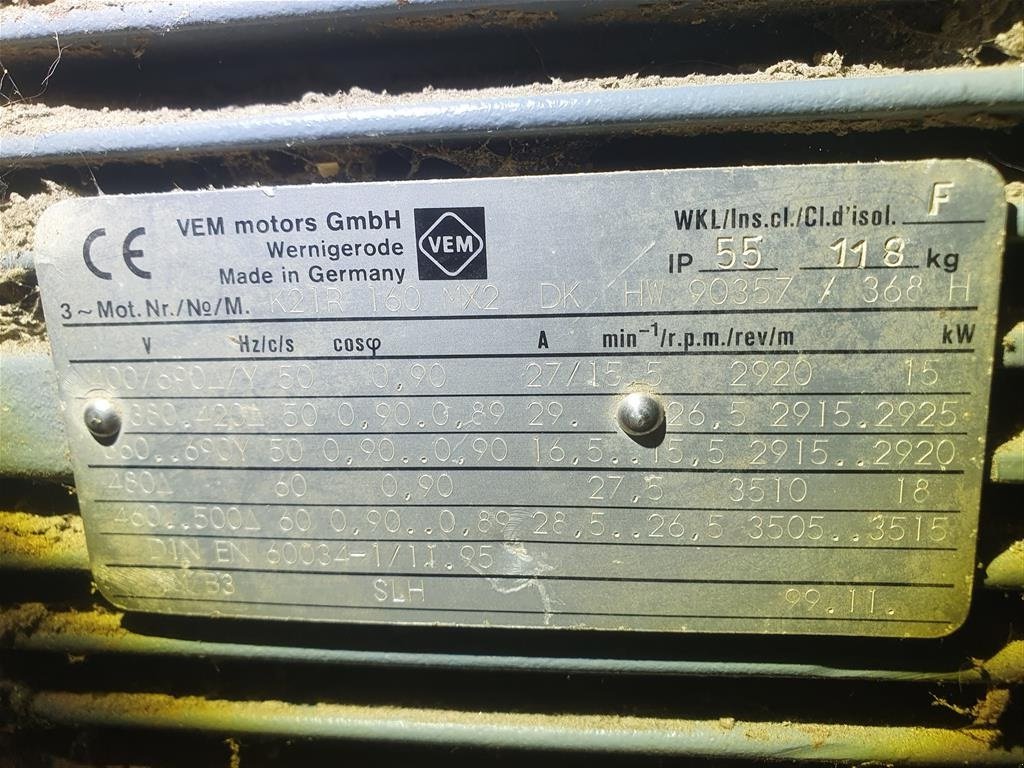 CE VEM motors GmbH VEM WKL/Ins.cl./Cl.d'isol. F
Wernigerode
Made in Germany IP 55 118 kg
3~Mot. Nr./No/M. K21R 160 MX2 DK HW 90357 / 368 H
V Hz/c/s cosφ A min⁻¹/r.p.m./rev/m kW
00/690Δ/Y 50 0,90 27/15,5 2920 15
380..420Δ 50 0,90..0,89 29. 26,5 2915..2925
660..690Y 50 0,90..0,90 16,5..15,5 2915..2920
480Δ 60 0,90 27,5 3510 18
460..500Δ 60 0,90..0,89 28,5..26,5 3505..3515
DIN EN 60034-1/11.95
B3 SLH 99.11.